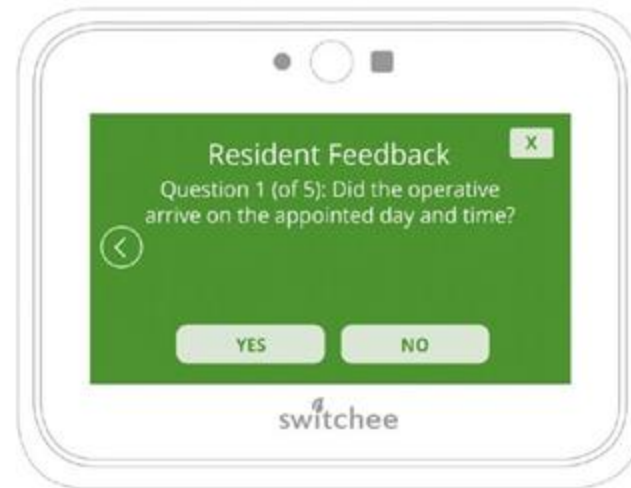 X
Resident Feedback
Question 1 (of 5): Did the operative
arrive on the appointed day and time?
YES
NO
switchee